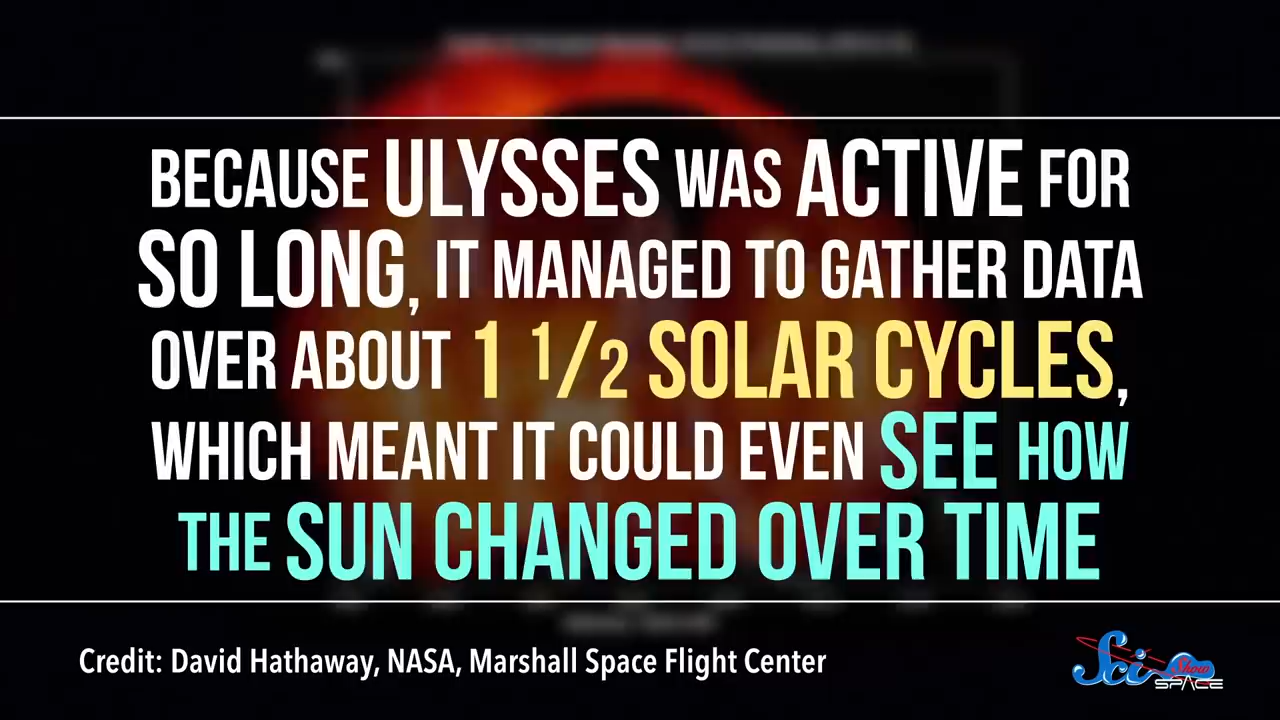 BECAUSE ULYSSES WAS ACTIVE FOR
SO LONG, IT MANAGED TO GATHER DATA
OVER ABOUT 1 1/2 SOLAR CYCLES,
WHICH MEANT IT COULD EVEN SEE HOW
THE SUN CHANGED OVER TIME
Credit: David Hathaway, NASA, Marshall Space Flight Center
Sci Show
SPACE